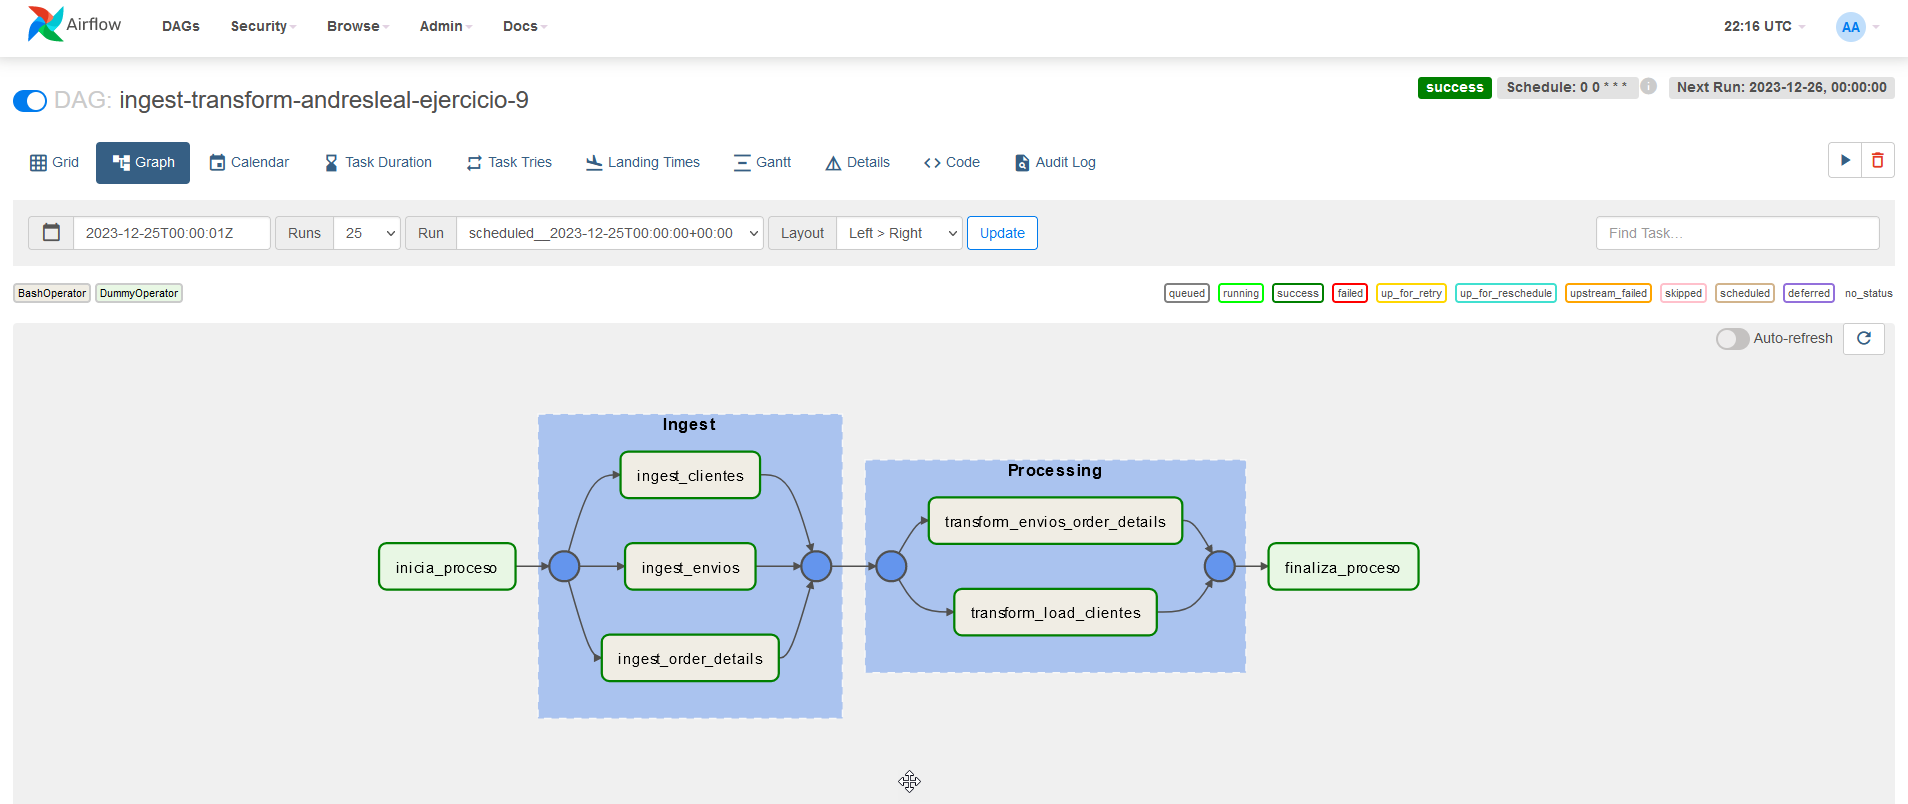 Airflow DAGs Security Browse Admin Docs 22:16 UTC AA
DAG: ingest-transform-andresleal-ejercicio-9
success Schedule: 0 0 * * * i Next Run: 2023-12-26, 00:00:00
Grid Graph Calendar Task Duration Task Tries Landing Times Gantt Details Code Audit Log
2023-12-25T00:00:01Z Runs 25 Run scheduled__2023-12-25T00:00:00+00:00 Layout Left > Right Update Find Task...
BashOperator DummyOperator queued running success failed up_for_retry up_for_reschedule upstream_failed skipped scheduled deferred no_status
Auto-refresh
inicia_proceso
Ingest
ingest_clientes
ingest_envios
ingest_order_details
Processing
transform_envios_order_details
transform_load_clientes
finaliza_proceso